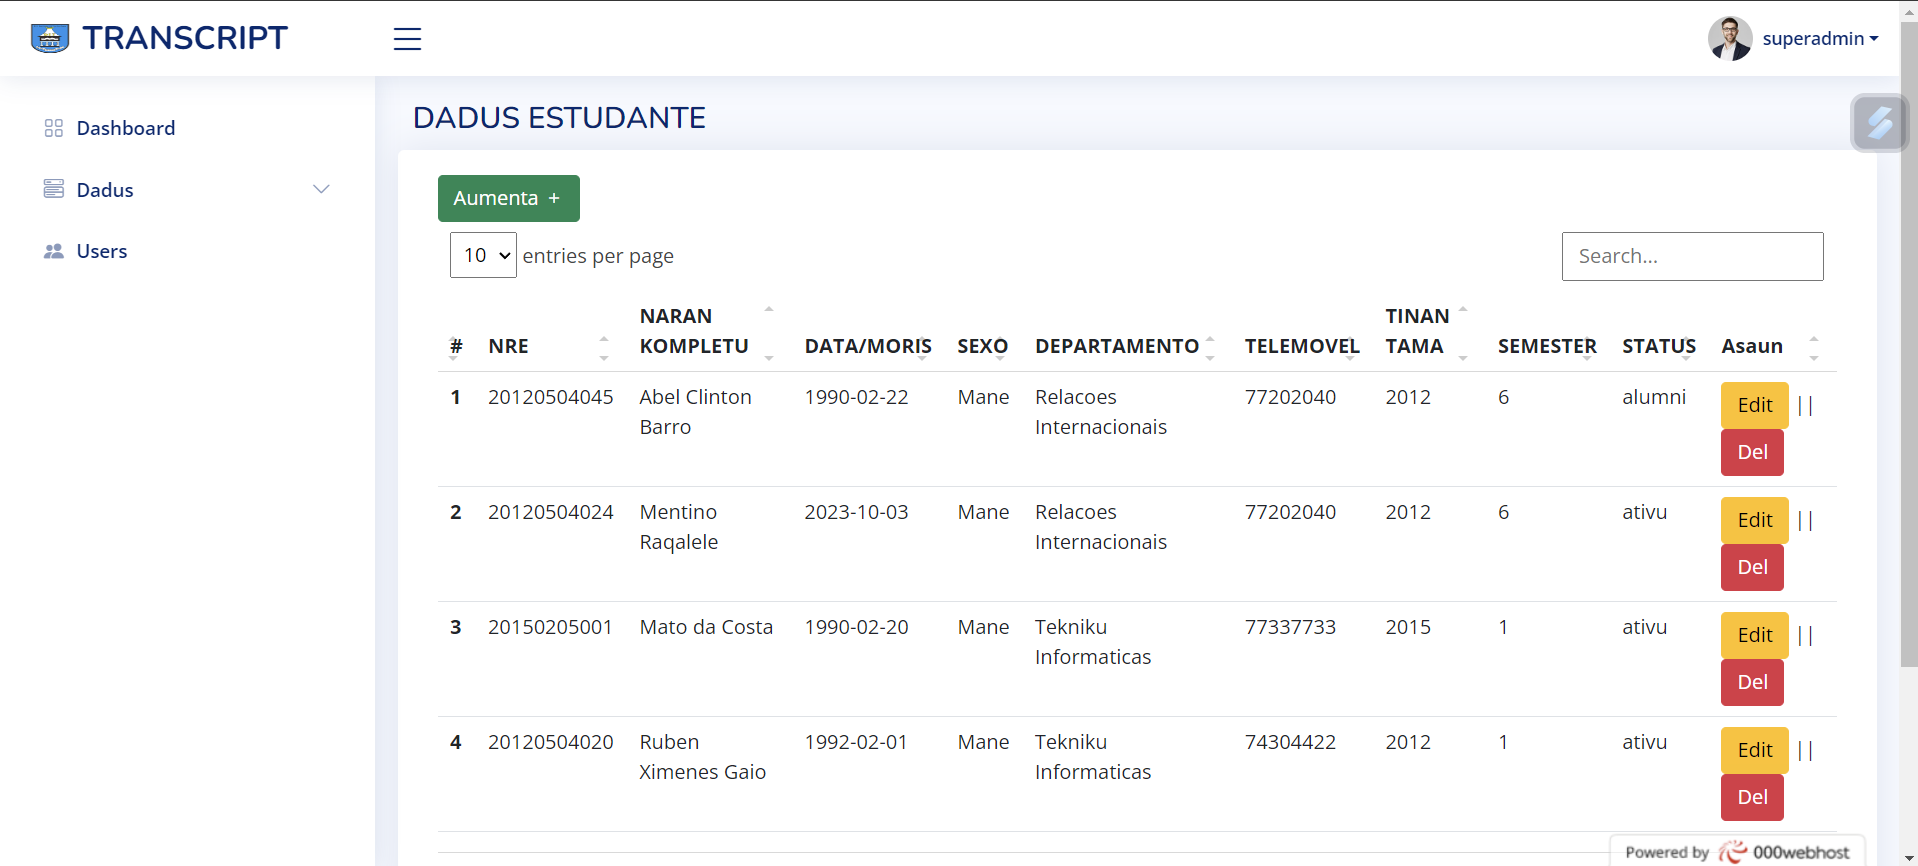 TRANSCRIPT
superadmin
Dashboard
Dadus
Users
DADUS ESTUDANTE
Aumenta +
10 entries per page
Search...
# NRE NARAN KOMPLETU DATA/MORIS SEXO DEPARTAMENTO TELEMOVEL TINAN TAMA SEMESTER STATUS Asaun
1 20120504045 Abel Clinton Barro 1990-02-22 Mane Relacoes Internacionais 77202040 2012 6 alumni Edit || Del
2 20120504024 Mentino Raqalele 2023-10-03 Mane Relacoes Internacionais 77202040 2012 6 ativu Edit || Del
3 20150205001 Mato da Costa 1990-02-20 Mane Tekniku Informaticas 77337733 2015 1 ativu Edit || Del
4 20120504020 Ruben Ximenes Gaio 1992-02-01 Mane Tekniku Informaticas 74304422 2012 1 ativu Edit || Del
Powered by 000webhost